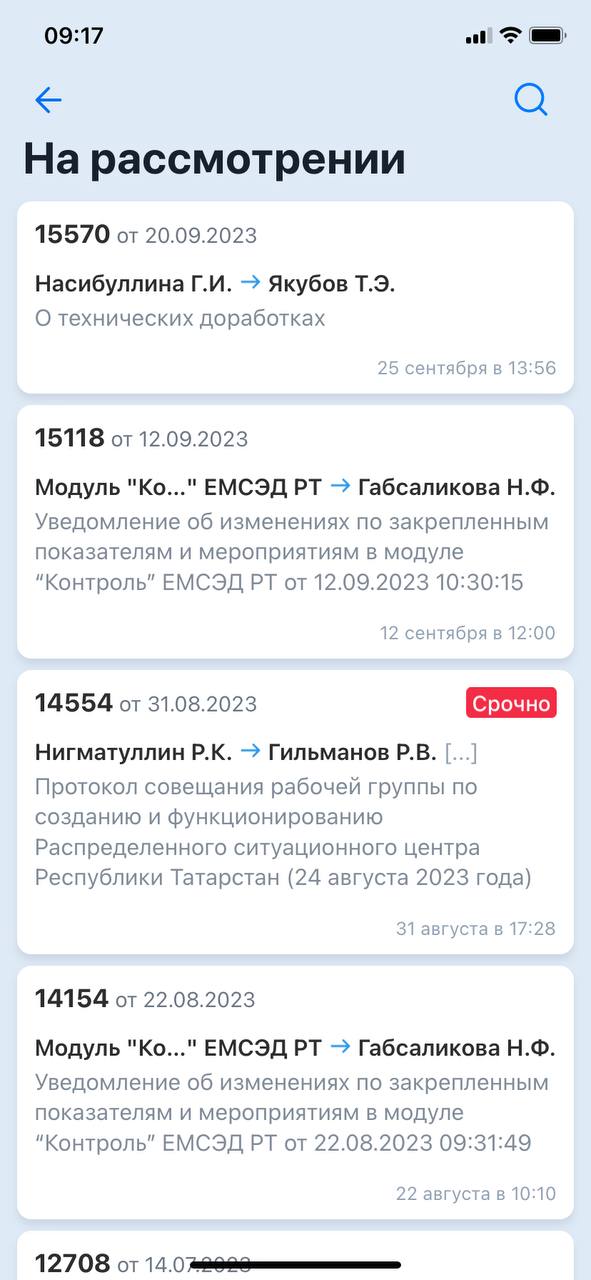 09:17
На рассмотрении
15570 от 20.09.2023
Насибуллина Г.И. → Якубов Т.Э.
О технических доработках
25 сентября в 13:56
15118 от 12.09.2023
Модуль "Ко..." ЕМСЭД РТ → Габсаликова Н.Ф.
Уведомление об изменениях по закрепленным
показателям и мероприятиям в модуле
“Контроль” ЕМСЭД РТ от 12.09.2023 10:30:15
12 сентября в 12:00
14554 от 31.08.2023 Срочно
Нигматуллин Р.К. → Гильманов Р.В. [...]
Протокол совещания рабочей группы по
созданию и функционированию
Распределенного ситуационного центра
Республики Татарстан (24 августа 2023 года)
31 августа в 17:28
14154 от 22.08.2023
Модуль "Ко..." ЕМСЭД РТ → Габсаликова Н.Ф.
Уведомление об изменениях по закрепленным
показателям и мероприятиям в модуле
“Контроль” ЕМСЭД РТ от 22.08.2023 09:31:49
22 августа в 10:10
12708 от 14.07.2023